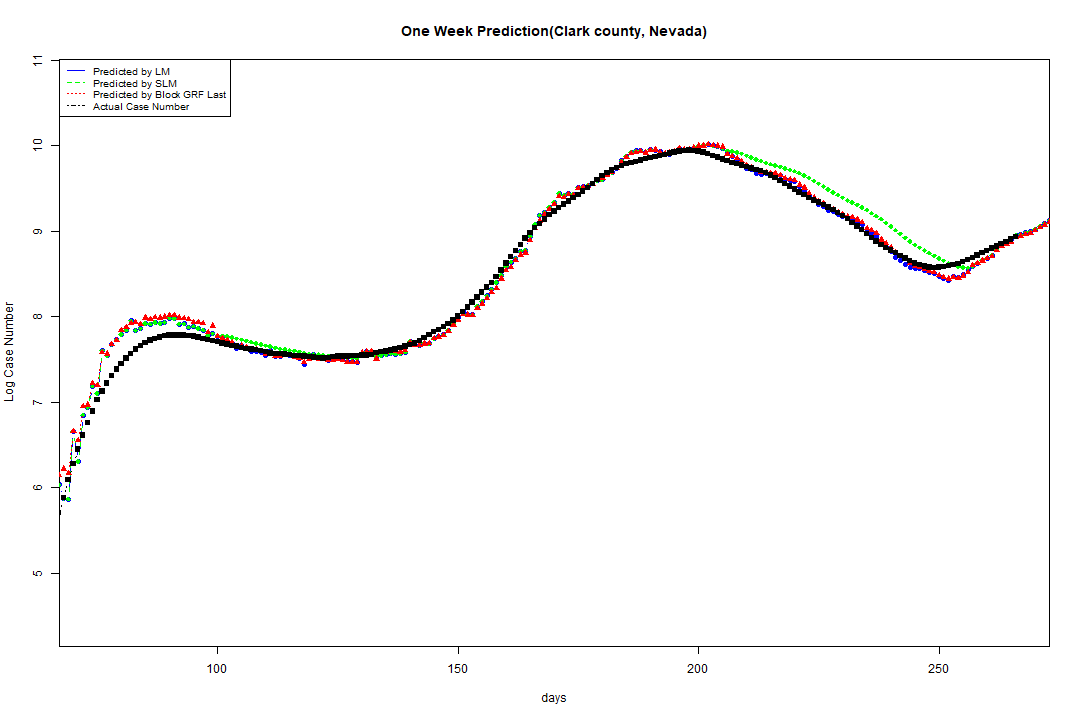 One Week Prediction(Clark county, Nevada)
Predicted by LM
Predicted by SLM
Predicted by Block GRF Last
Actual Case Number
11
10
9
8
7
6
5
Log Case Number
100 150 200 250
days